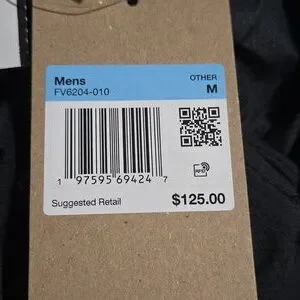 Mens
OTHER
FV6204-010
M
1 97595 69424 7
RFID
Suggested Retail
$125.00